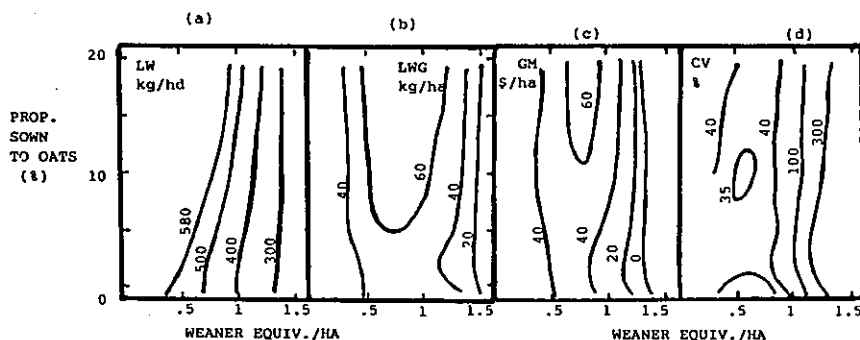 (a) (b) (c) (d)
20 LW LWG GM CV
kg/hd kg/ha $/ha %
PROP.
SOWN
TO OATS
(%)
10
0
580 500 400 300
40 60 40 20
40 60 40 20 0
40 35 40 100 300
.5 1 1.5 .5 1 1.5 .5 1 1.5 .5 1 1.5
WEANER EQUIV./HA WEANER EQUIV./HA